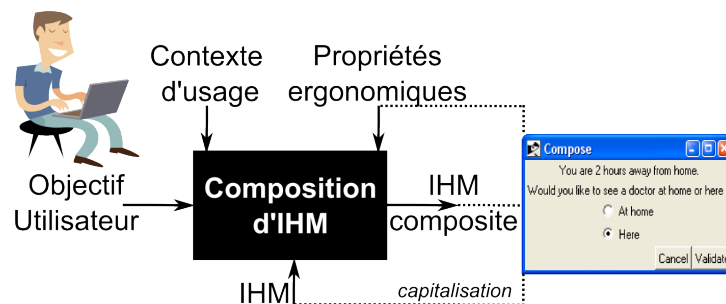 Contexte
d'usage
Propriétés
ergonomiques
Objectif
Utilisateur
Composition
d'IHM
IHM
composite
IHM
capitalisation
Compose
You are 2 hours away from home.
Would you like to see a doctor at home or here
At home
Here
Cancel Validate